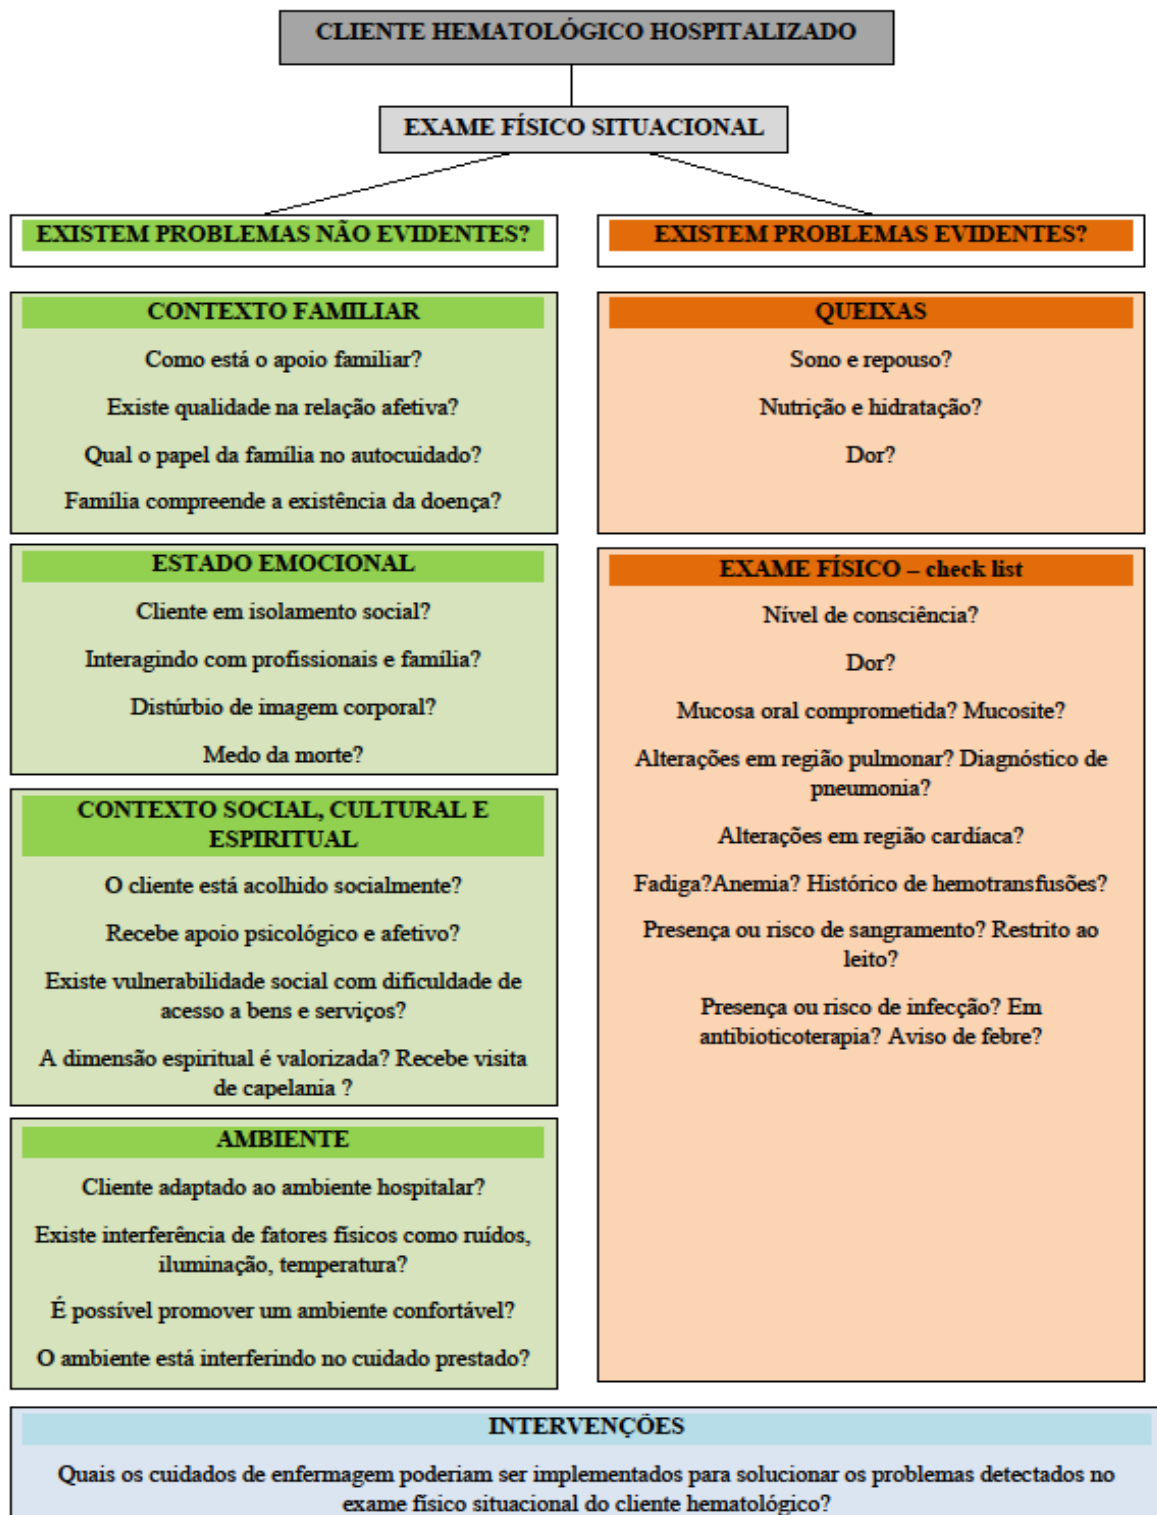 CLIENTE HEMATOLÓGICO HOSPITALIZADO
EXAME FÍSICO SITUACIONAL
EXISTEM PROBLEMAS NÃO EVIDENTES?
CONTEXTO FAMILIAR
Como está o apoio familiar?
Existe qualidade na relação afetiva?
Qual o papel da família no autocuidado?
Família compreende a existência da doença?
ESTADO EMOCIONAL
Cliente em isolamento social?
Interagindo com profissionais e família?
Distúrbio de imagem corporal?
Medo da morte?
CONTEXTO SOCIAL, CULTURAL E
ESPIRITUAL
O cliente está acolhido socialmente?
Recebe apoio psicológico e afetivo?
Existe vulnerabilidade social com dificuldade de
acesso a bens e serviços?
A dimensão espiritual é valorizada? Recebe visita
de capelania ?
AMBIENTE
Cliente adaptado ao ambiente hospitalar?
Existe interferência de fatores físicos como ruídos,
iluminação, temperatura?
É possível promover um ambiente confortável?
O ambiente está interferindo no cuidado prestado?
EXISTEM PROBLEMAS EVIDENTES?
QUEIXAS
Sono e repouso?
Nutrição e hidratação?
Dor?
EXAME FÍSICO – check list
Nível de consciência?
Dor?
Mucosa oral comprometida? Mucosite?
Alterações em região pulmonar? Diagnóstico de
pneumonia?
Alterações em região cardíaca?
Fadiga?Anemia? Histórico de hemotransfusões?
Presença ou risco de sangramento? Restrito ao
leito?
Presença ou risco de infecção? Em
antibioticoterapia? Aviso de febre?
INTERVENÇÕES
Quais os cuidados de enfermagem poderiam ser implementados para solucionar os problemas detectados no
exame físico situacional do cliente hematológico?